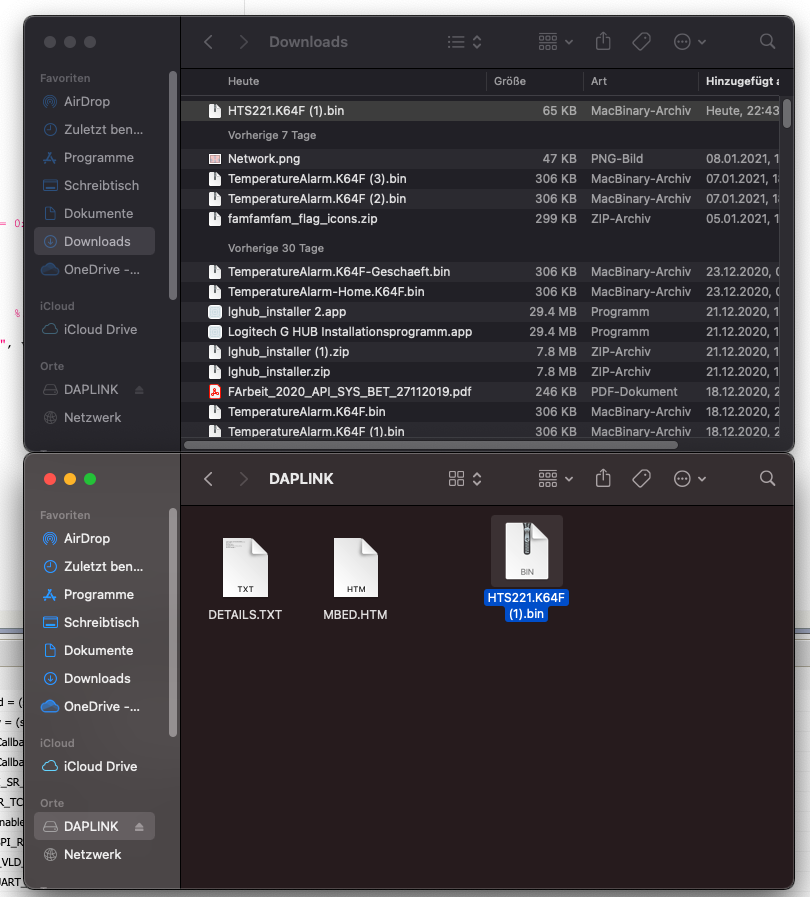 Downloads
Favoriten
AirDrop
Zuletzt ben...
Programme
Schreibtisch
Dokumente
Downloads
OneDrive -...
iCloud
iCloud Drive
Orte
DAPLINK
Netzwerk
Heute Größe Art Hinzugefügt a
HTS221.K64F (1).bin 65 KB MacBinary-Archiv Heute, 22:43
Vorherige 7 Tage
Network.png 47 KB PNG-Bild 08.01.2021, 1
TemperatureAlarm.K64F (3).bin 306 KB MacBinary-Archiv 07.01.2021, 18
TemperatureAlarm.K64F (2).bin 306 KB MacBinary-Archiv 07.01.2021, 18
famfamfam_flag_icons.zip 299 KB ZIP-Archiv 05.01.2021, 1
Vorherige 30 Tage
TemperatureAlarm.K64F-Geschaeft.bin 306 KB MacBinary-Archiv 23.12.2020, 0
TemperatureAlarm-Home.K64F.bin 306 KB MacBinary-Archiv 23.12.2020, 0
lghub_installer 2.app 29.4 MB Programm 21.12.2020, 1
Logitech G HUB Installationsprogramm.app 29.4 MB Programm 21.12.2020, 1
lghub_installer (1).zip 7.8 MB ZIP-Archiv 21.12.2020, 1
lghub_installer.zip 7.8 MB ZIP-Archiv 21.12.2020, 1
FArbeit_2020_API_SYS_BET_27112019.pdf 246 KB PDF-Dokument 18.12.2020, 2
TemperatureAlarm.K64F.bin 306 KB MacBinary-Archiv 18.12.2020, 2
TemperatureAlarm.K64F (1).bin 306 KB MacBinary-Archiv 18.12.2020, 2
DAPLINK
Favoriten
AirDrop
Zuletzt ben...
Programme
Schreibtisch
Dokumente
Downloads
OneDrive -...
iCloud
iCloud Drive
Orte
DAPLINK
Netzwerk
TXT
DETAILS.TXT
HTM
MBED.HTM
BIN
HTS221.K64F
(1).bin